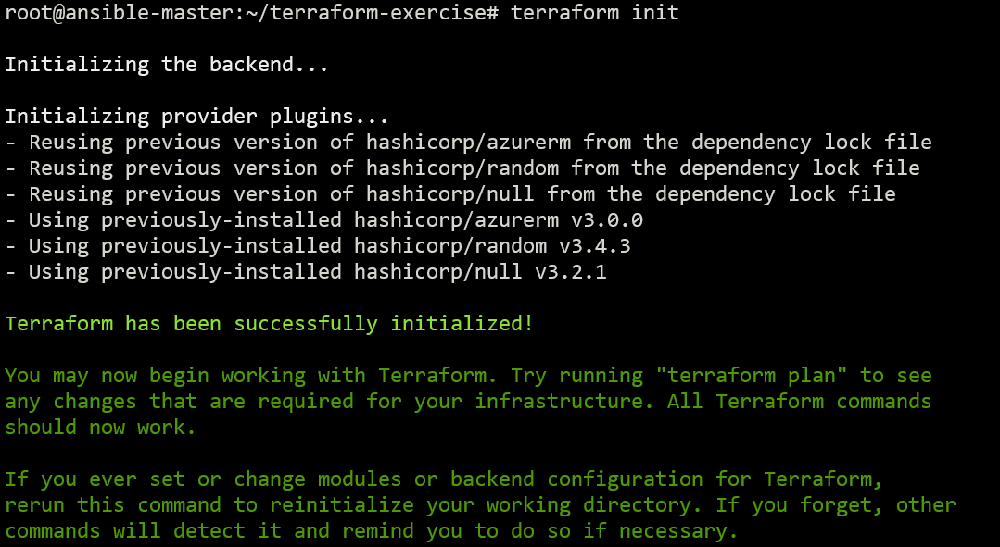 root@ansible-master:~/terraform-exercise# terraform init
Initializing the backend...
Initializing provider plugins...
- Reusing previous version of hashicorp/azurerm from the dependency lock file
- Reusing previous version of hashicorp/random from the dependency lock file
- Reusing previous version of hashicorp/null from the dependency lock file
- Using previously-installed hashicorp/azurerm v3.0.0
- Using previously-installed hashicorp/random v3.4.3
- Using previously-installed hashicorp/null v3.2.1
Terraform has been successfully initialized!
You may now begin working with Terraform. Try running "terraform plan" to see
any changes that are required for your infrastructure. All Terraform commands
should now work.
If you ever set or change modules or backend configuration for Terraform,
rerun this command to reinitialize your working directory. If you forget, other
commands will detect it and remind you to do so if necessary.